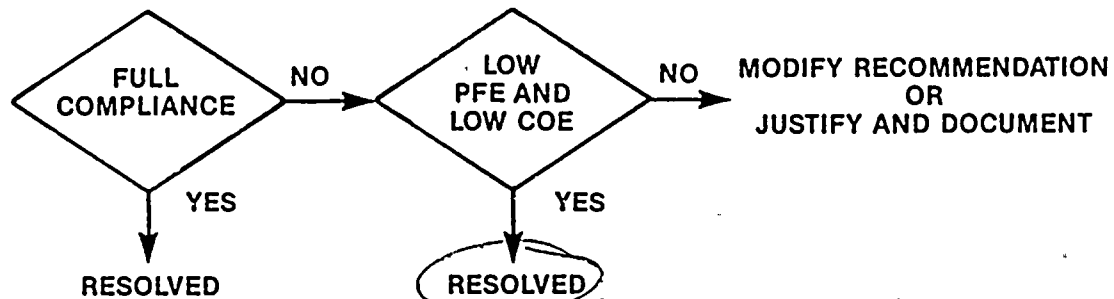 FULL
COMPLIANCE
NO
LOW
PFE AND
LOW COE
NO
MODIFY RECOMMENDATION
OR
JUSTIFY AND DOCUMENT
YES
YES
RESOLVED
RESOLVED